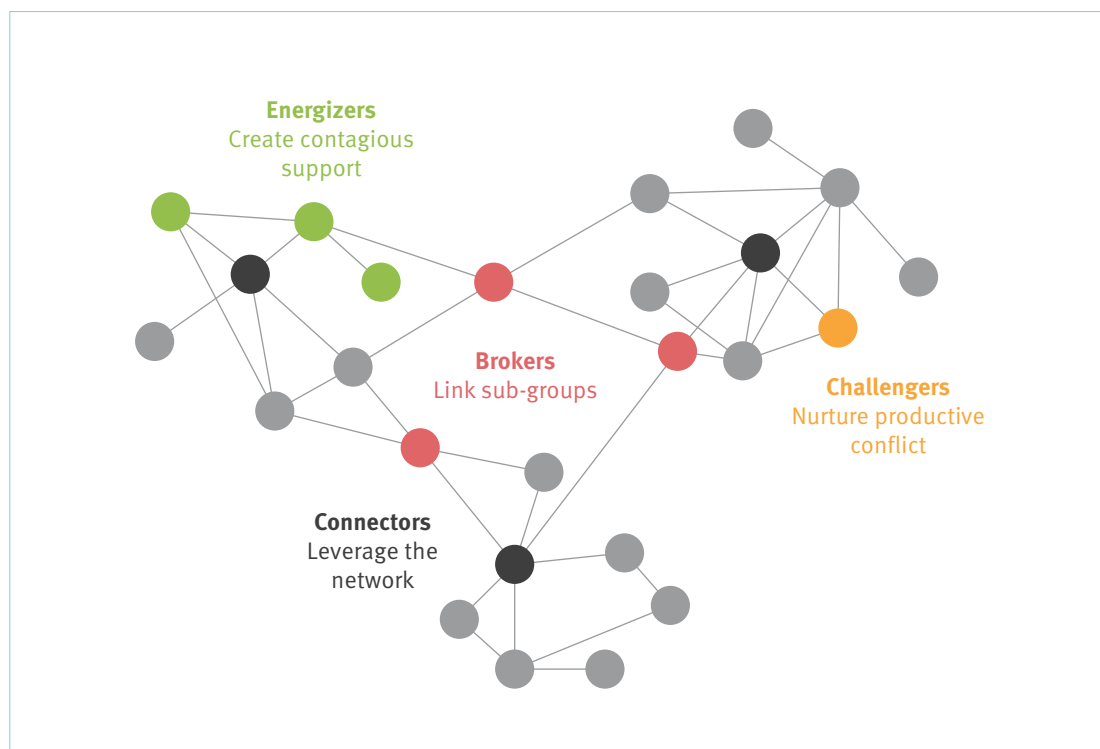 Energizers
Create contagious
support
Brokers
Link sub-groups
Challengers
Nurture productive
conflict
Connectors
Leverage the
network